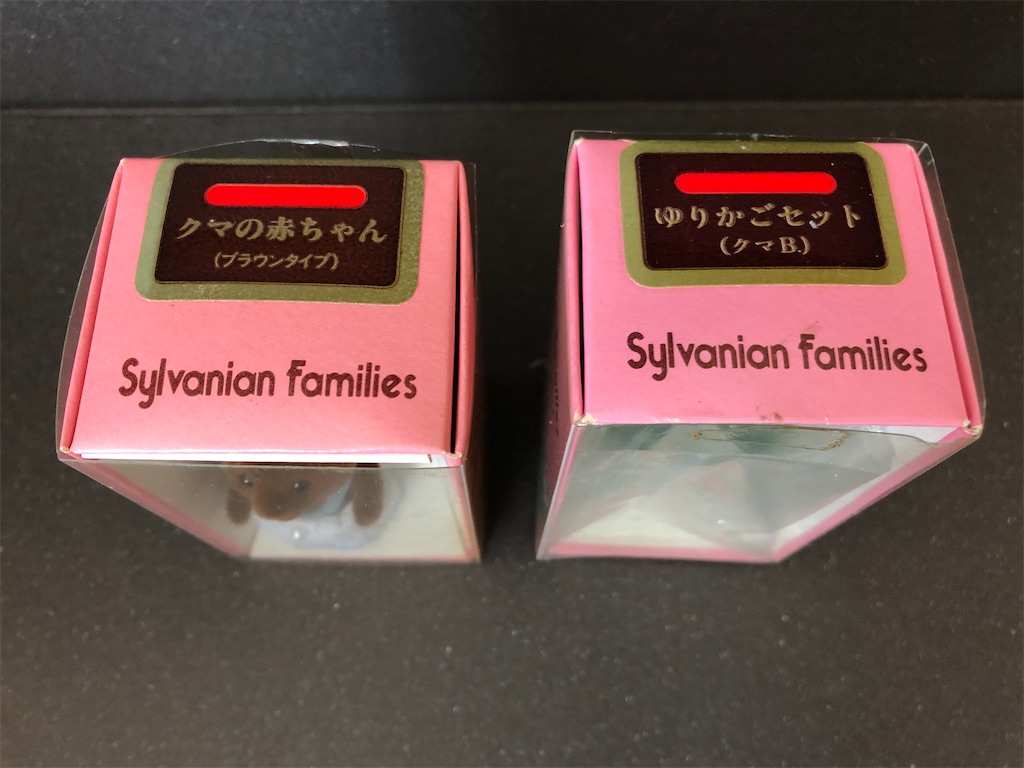 クマの赤ちゃん
(ブラウンタイプ)
Sylvanian Families
ゆりかごセット
(クマB.)
Sylvanian Families